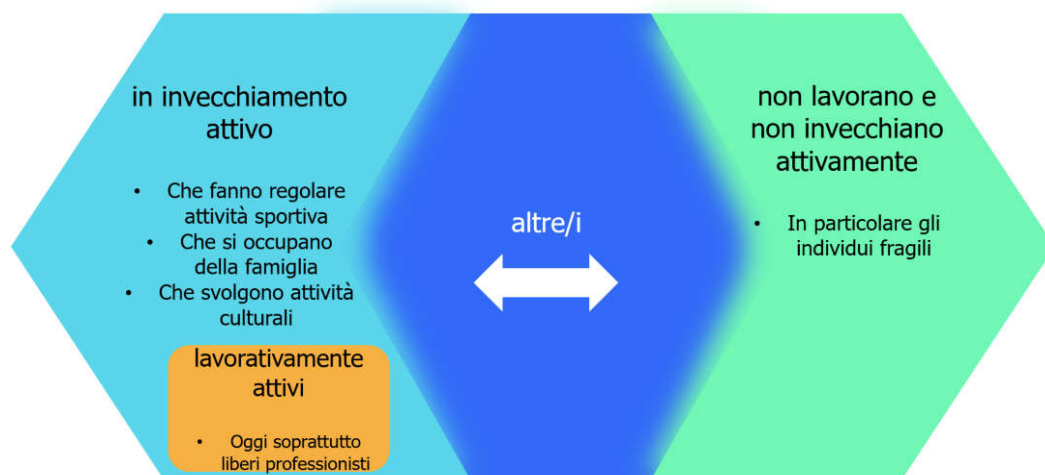 in invecchiamento
attivo
• Che fanno regolare
attività sportiva
• Che si occupano
della famiglia
• Che svolgono attività
culturali
lavorativamente
attivi
• Oggi soprattutto
liberi professionisti
altre/i
non lavorano e
non invecchiano
attivamente
• In particolare gli
individui fragili